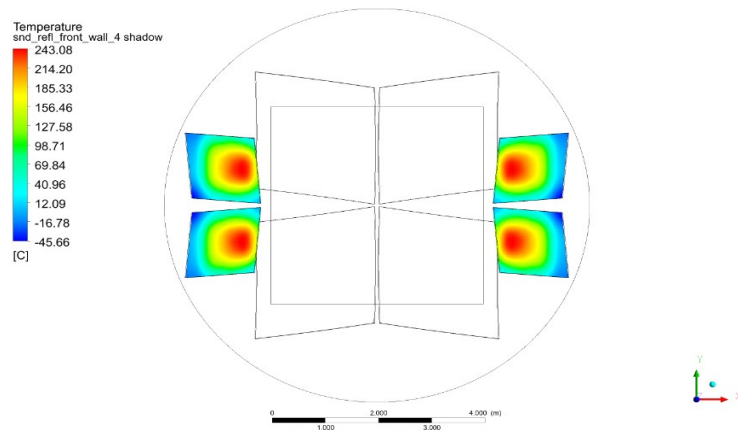 Temperature
snd_refl_front_wall_4 shadow
243.08
214.20
185.33
156.46
127.58
98.71
69.84
40.96
12.09
-16.78
-45.66
[C]
Y
X
0 2.000 4.000 (m)
1.000 3.000